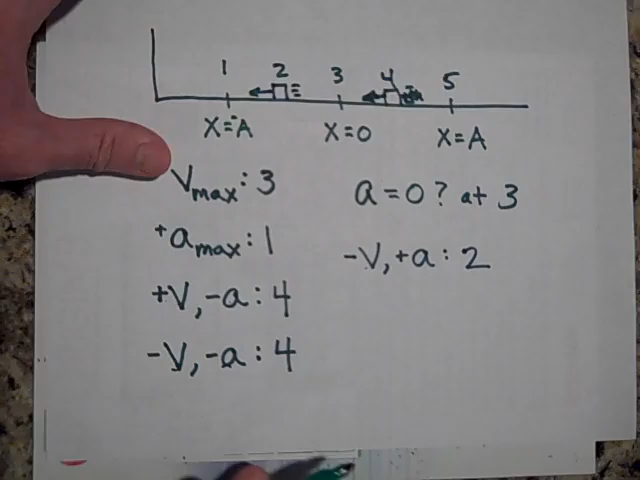 1 2 3 4 5
X=-A X=0 X=A
Vmax: 3
a=0? at 3
+amax: 1
-V,+a: 2
+V,-a: 4
-V,-a: 4